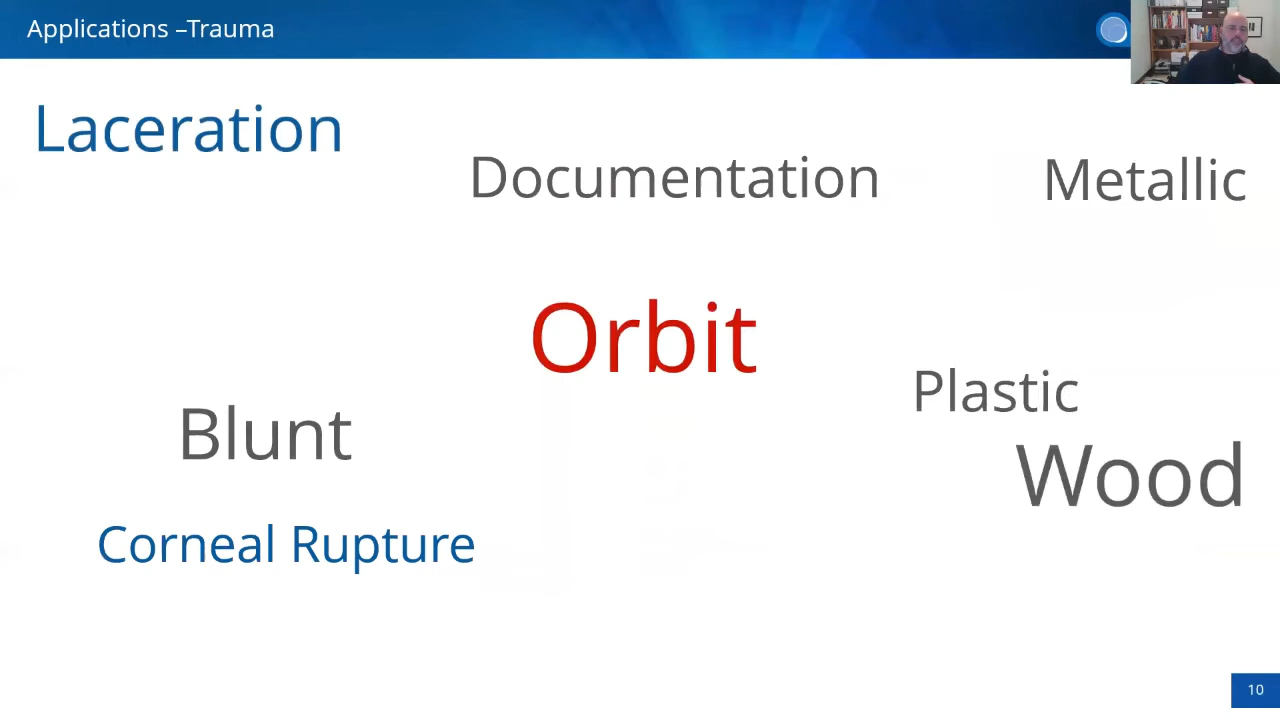 Applications –Trauma
Laceration
Documentation
Metallic
Orbit
Plastic
Blunt
Wood
Corneal Rupture
10